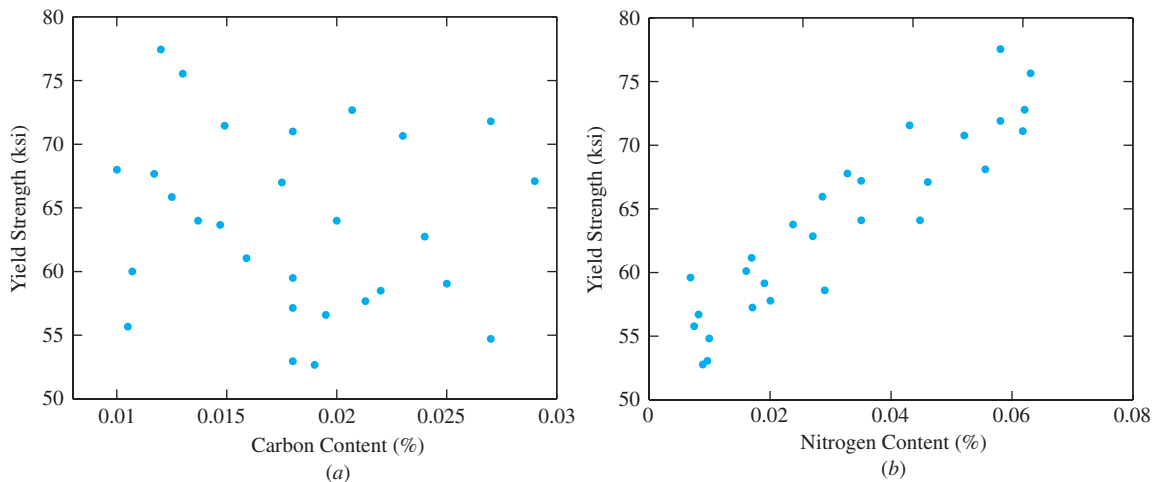 80
75
70
65
60
55
50
Yield Strength (ksi)
0.01 0.015 0.02 0.025 0.03
Carbon Content (%)
(a)
80
75
70
65
60
55
50
Yield Strength (ksi)
0 0.02 0.04 0.06 0.08
Nitrogen Content (%)
(b)